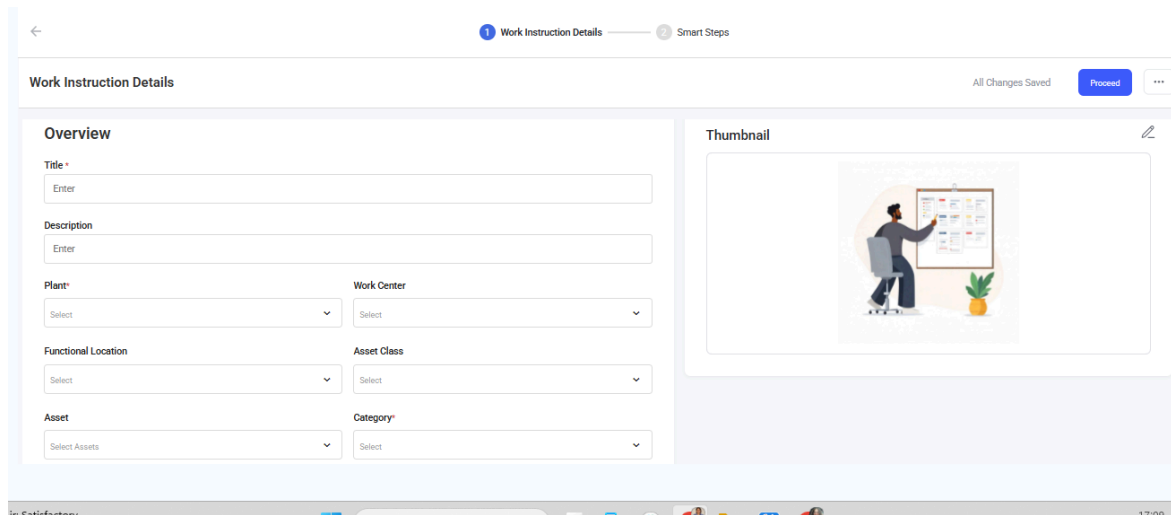 1 Work Instruction Details 2 Smart Steps
Work Instruction Details
All Changes Saved Proceed ...
Overview
Title *
Enter
Description
Enter
Plant* Work Center
Select Select
Functional Location Asset Class
Select Select
Asset Category*
Select Assets Select
Thumbnail